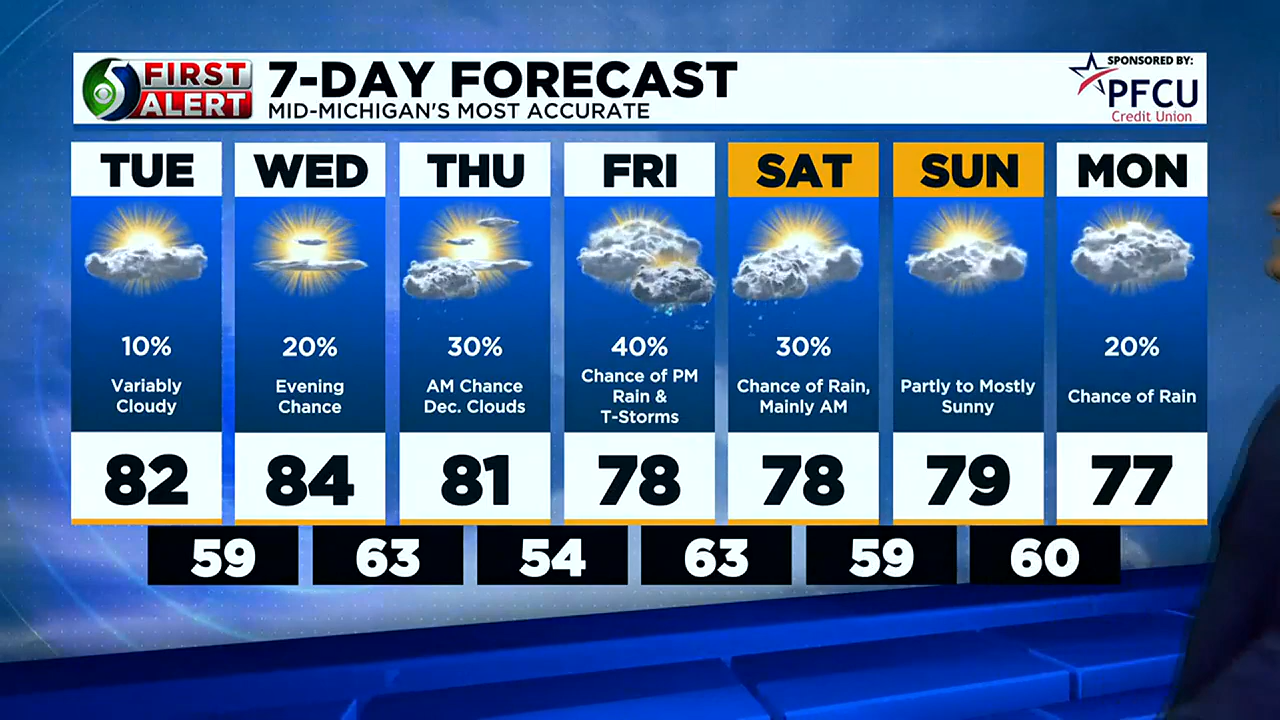 5 FIRST
ALERT
7-DAY FORECAST
MID-MICHIGAN'S MOST ACCURATE
SPONSORED BY:
PFCU
Credit Union
TUE
10%
Variably
Cloudy
82
WED
20%
Evening
Chance
84
THU
30%
AM Chance
Dec. Clouds
81
FRI
40%
Chance of PM
Rain &
T-Storms
78
SAT
30%
Chance of Rain,
Mainly AM
78
SUN
Partly to Mostly
Sunny
79
MON
20%
Chance of Rain
77
59 63 54 63 59 60